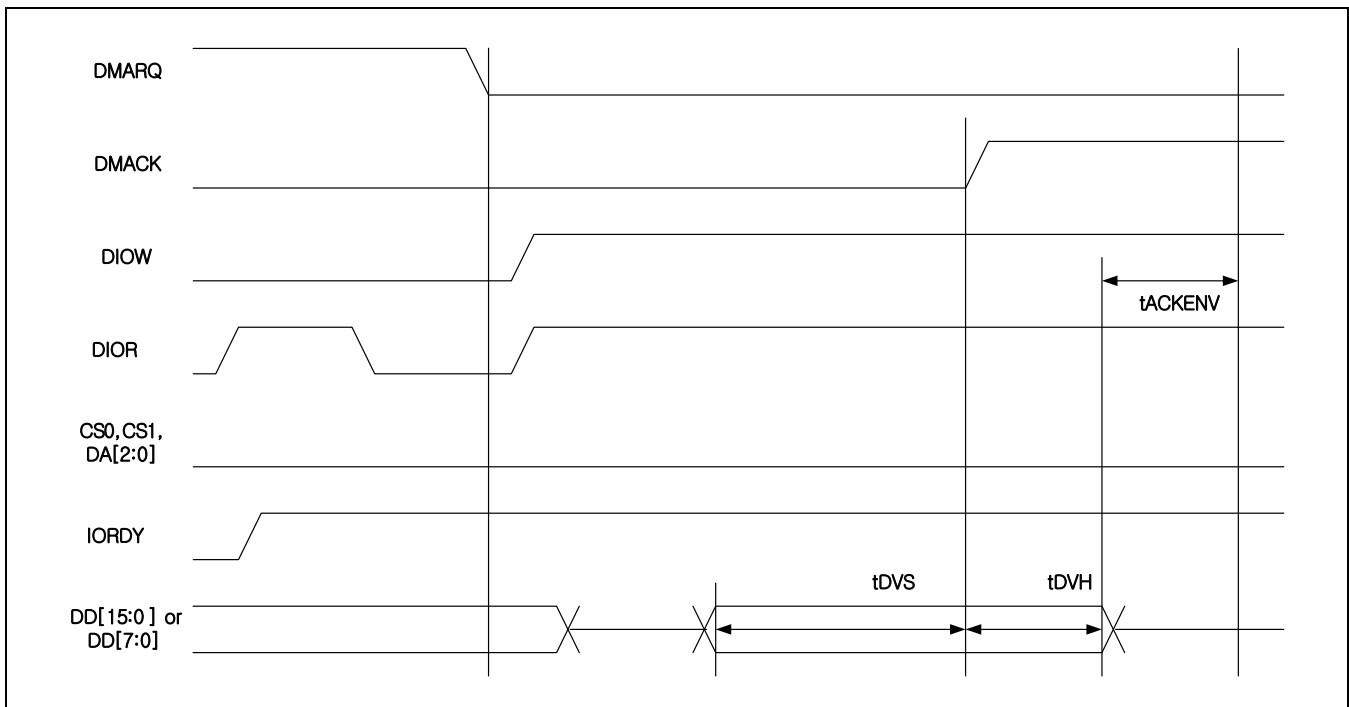 DMARQ
DMACK
DIOW
tACKENV
DIOR
CS0,CS1,
DA[2:0]
IORDY
tDVS
tDVH
DD[15:0 ] or
DD[7:0]